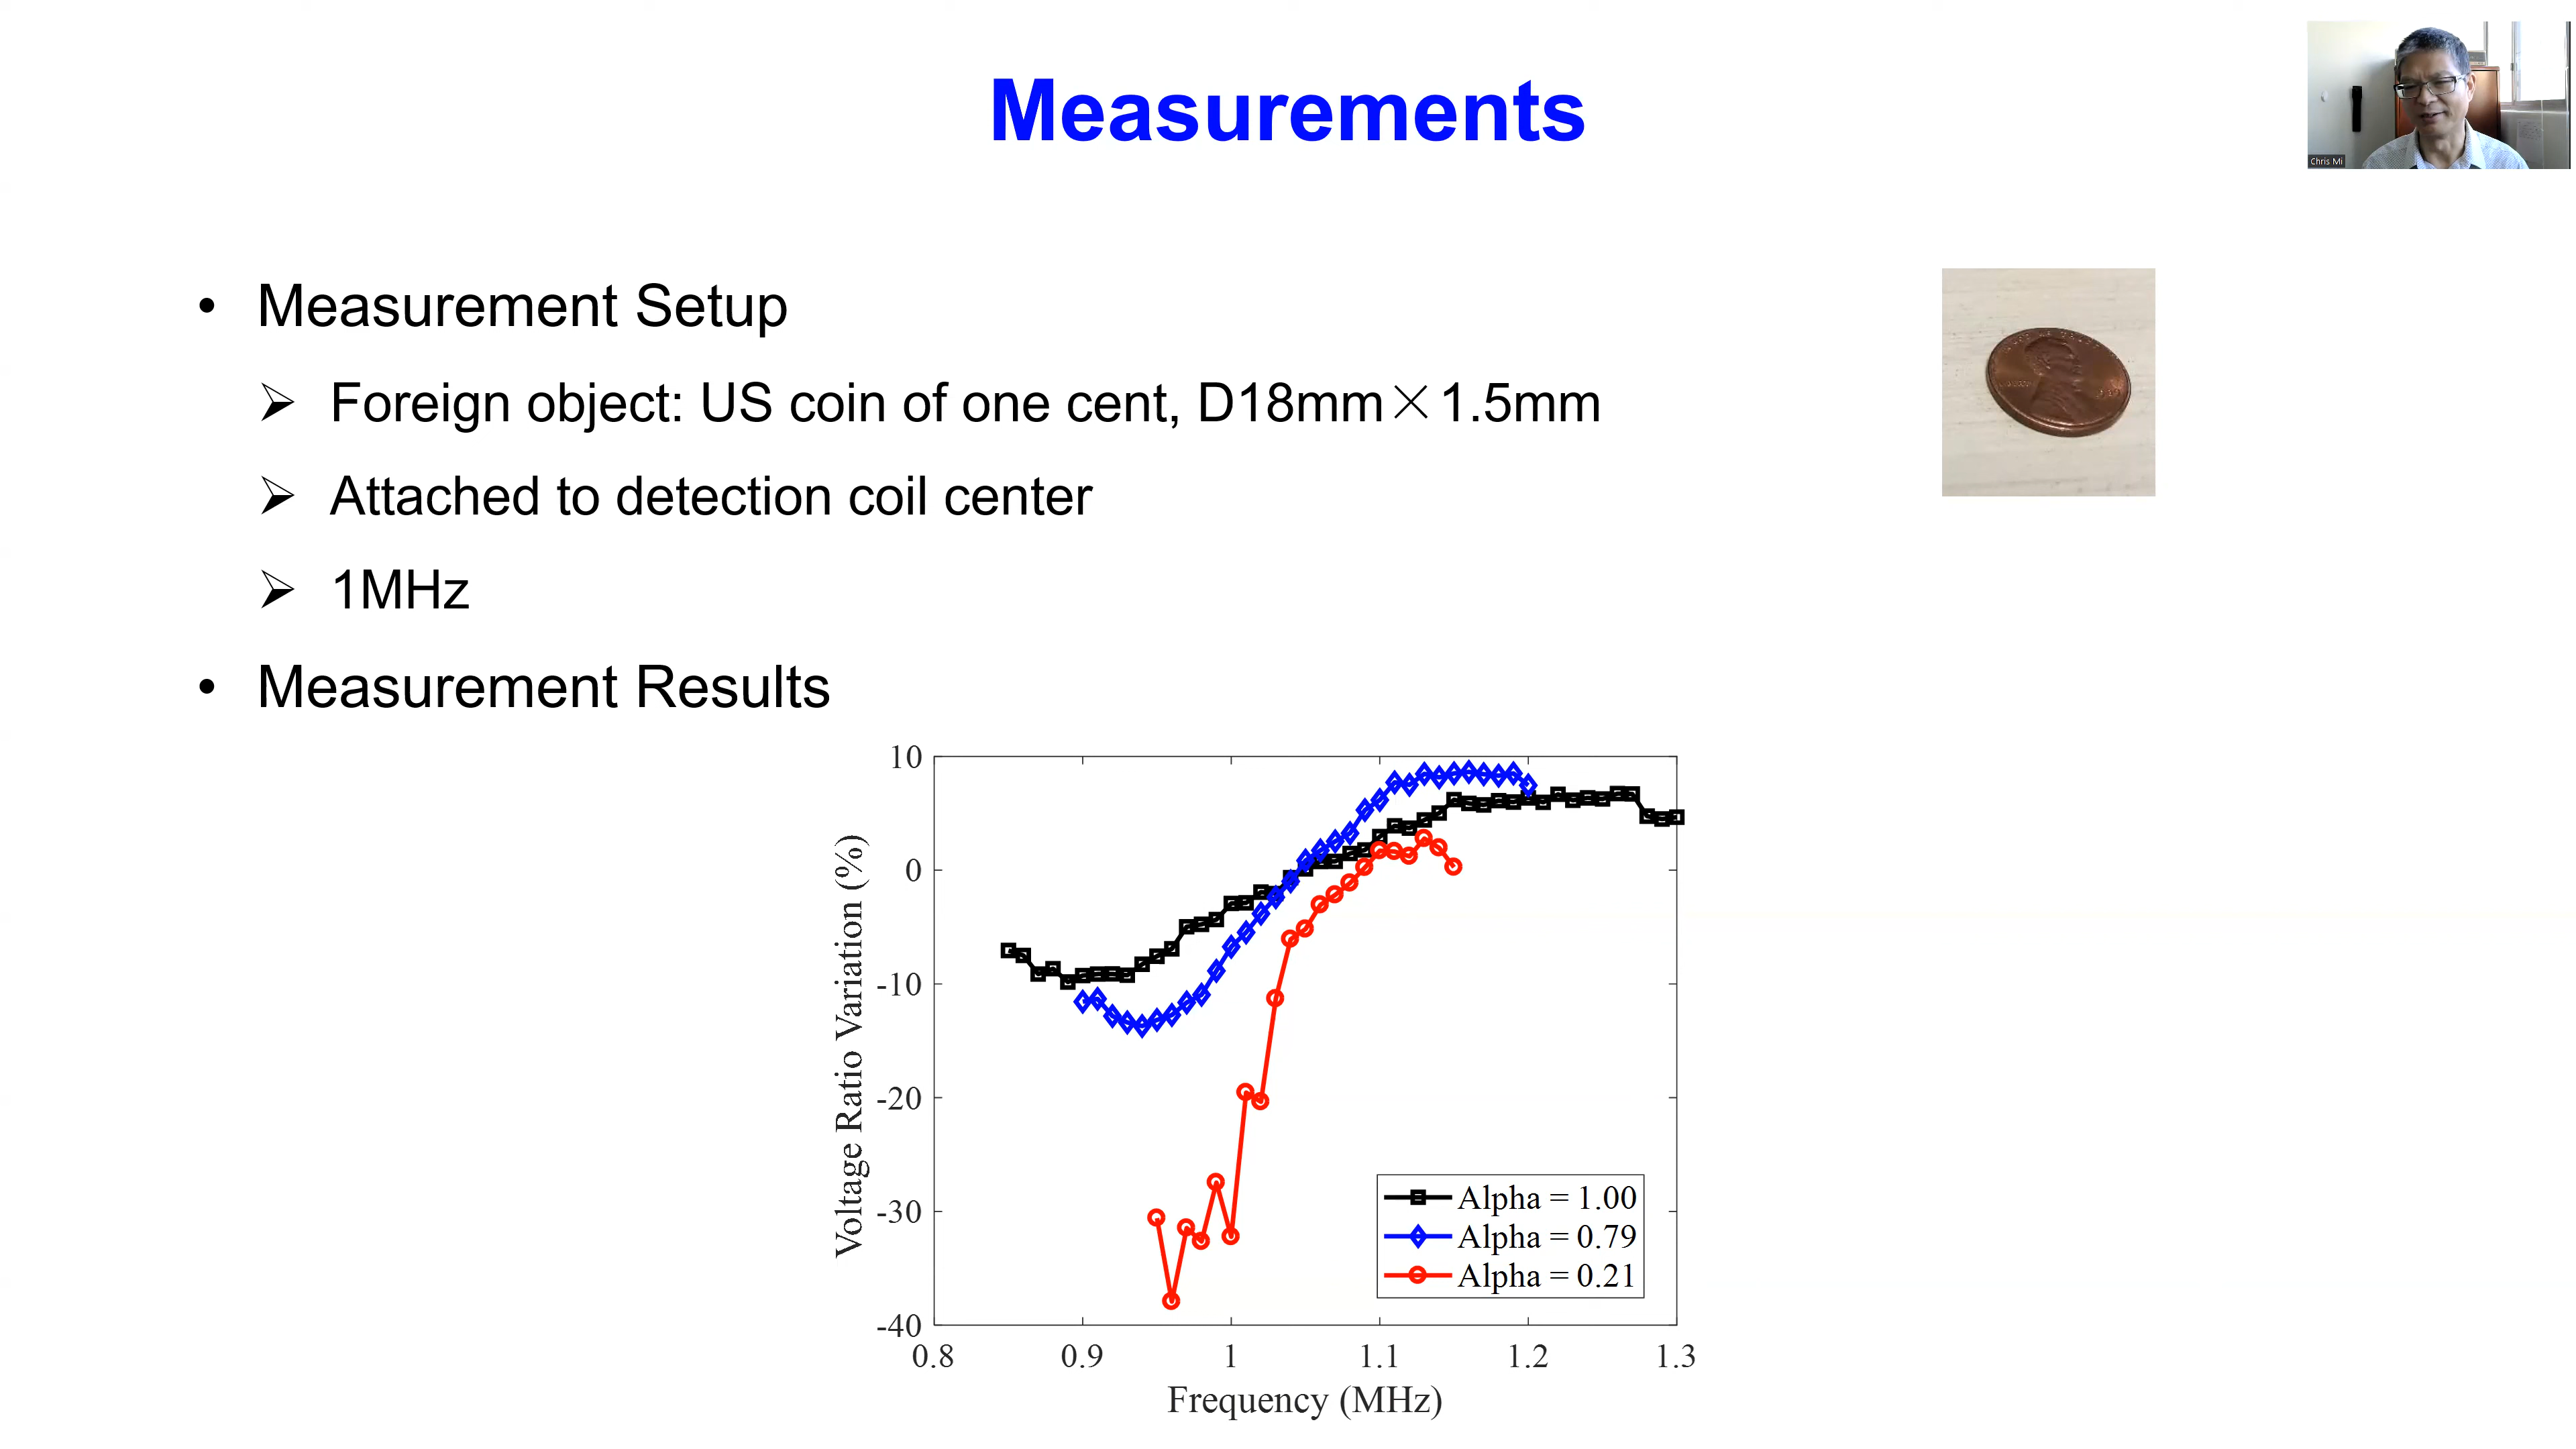 Measurements
Chris Mi
• Measurement Setup
➢ Foreign object: US coin of one cent, D18mm×1.5mm
➢ Attached to detection coil center
➢ 1MHz
• Measurement Results
Voltage Ratio Variation (%)
10
0
-10
-20
-30
-40
Alpha = 1.00
Alpha = 0.79
Alpha = 0.21
0.8 0.9 1 1.1 1.2 1.3
Frequency (MHz)